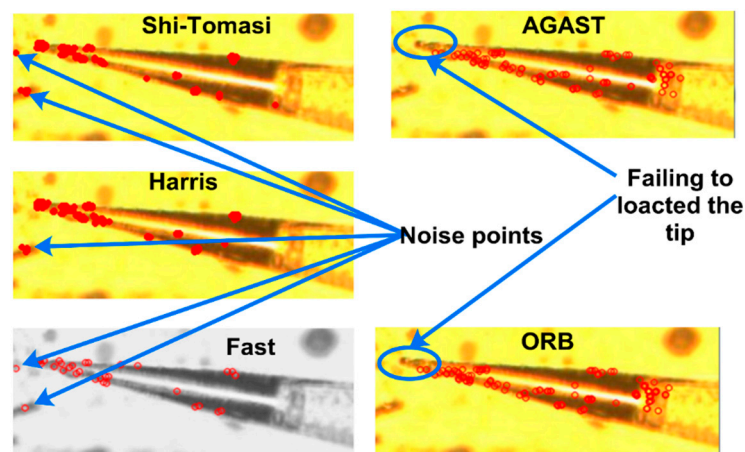 Shi-Tomasi
AGAST
Harris
Noise points
Failing to
loacted the
tip
Fast
ORB